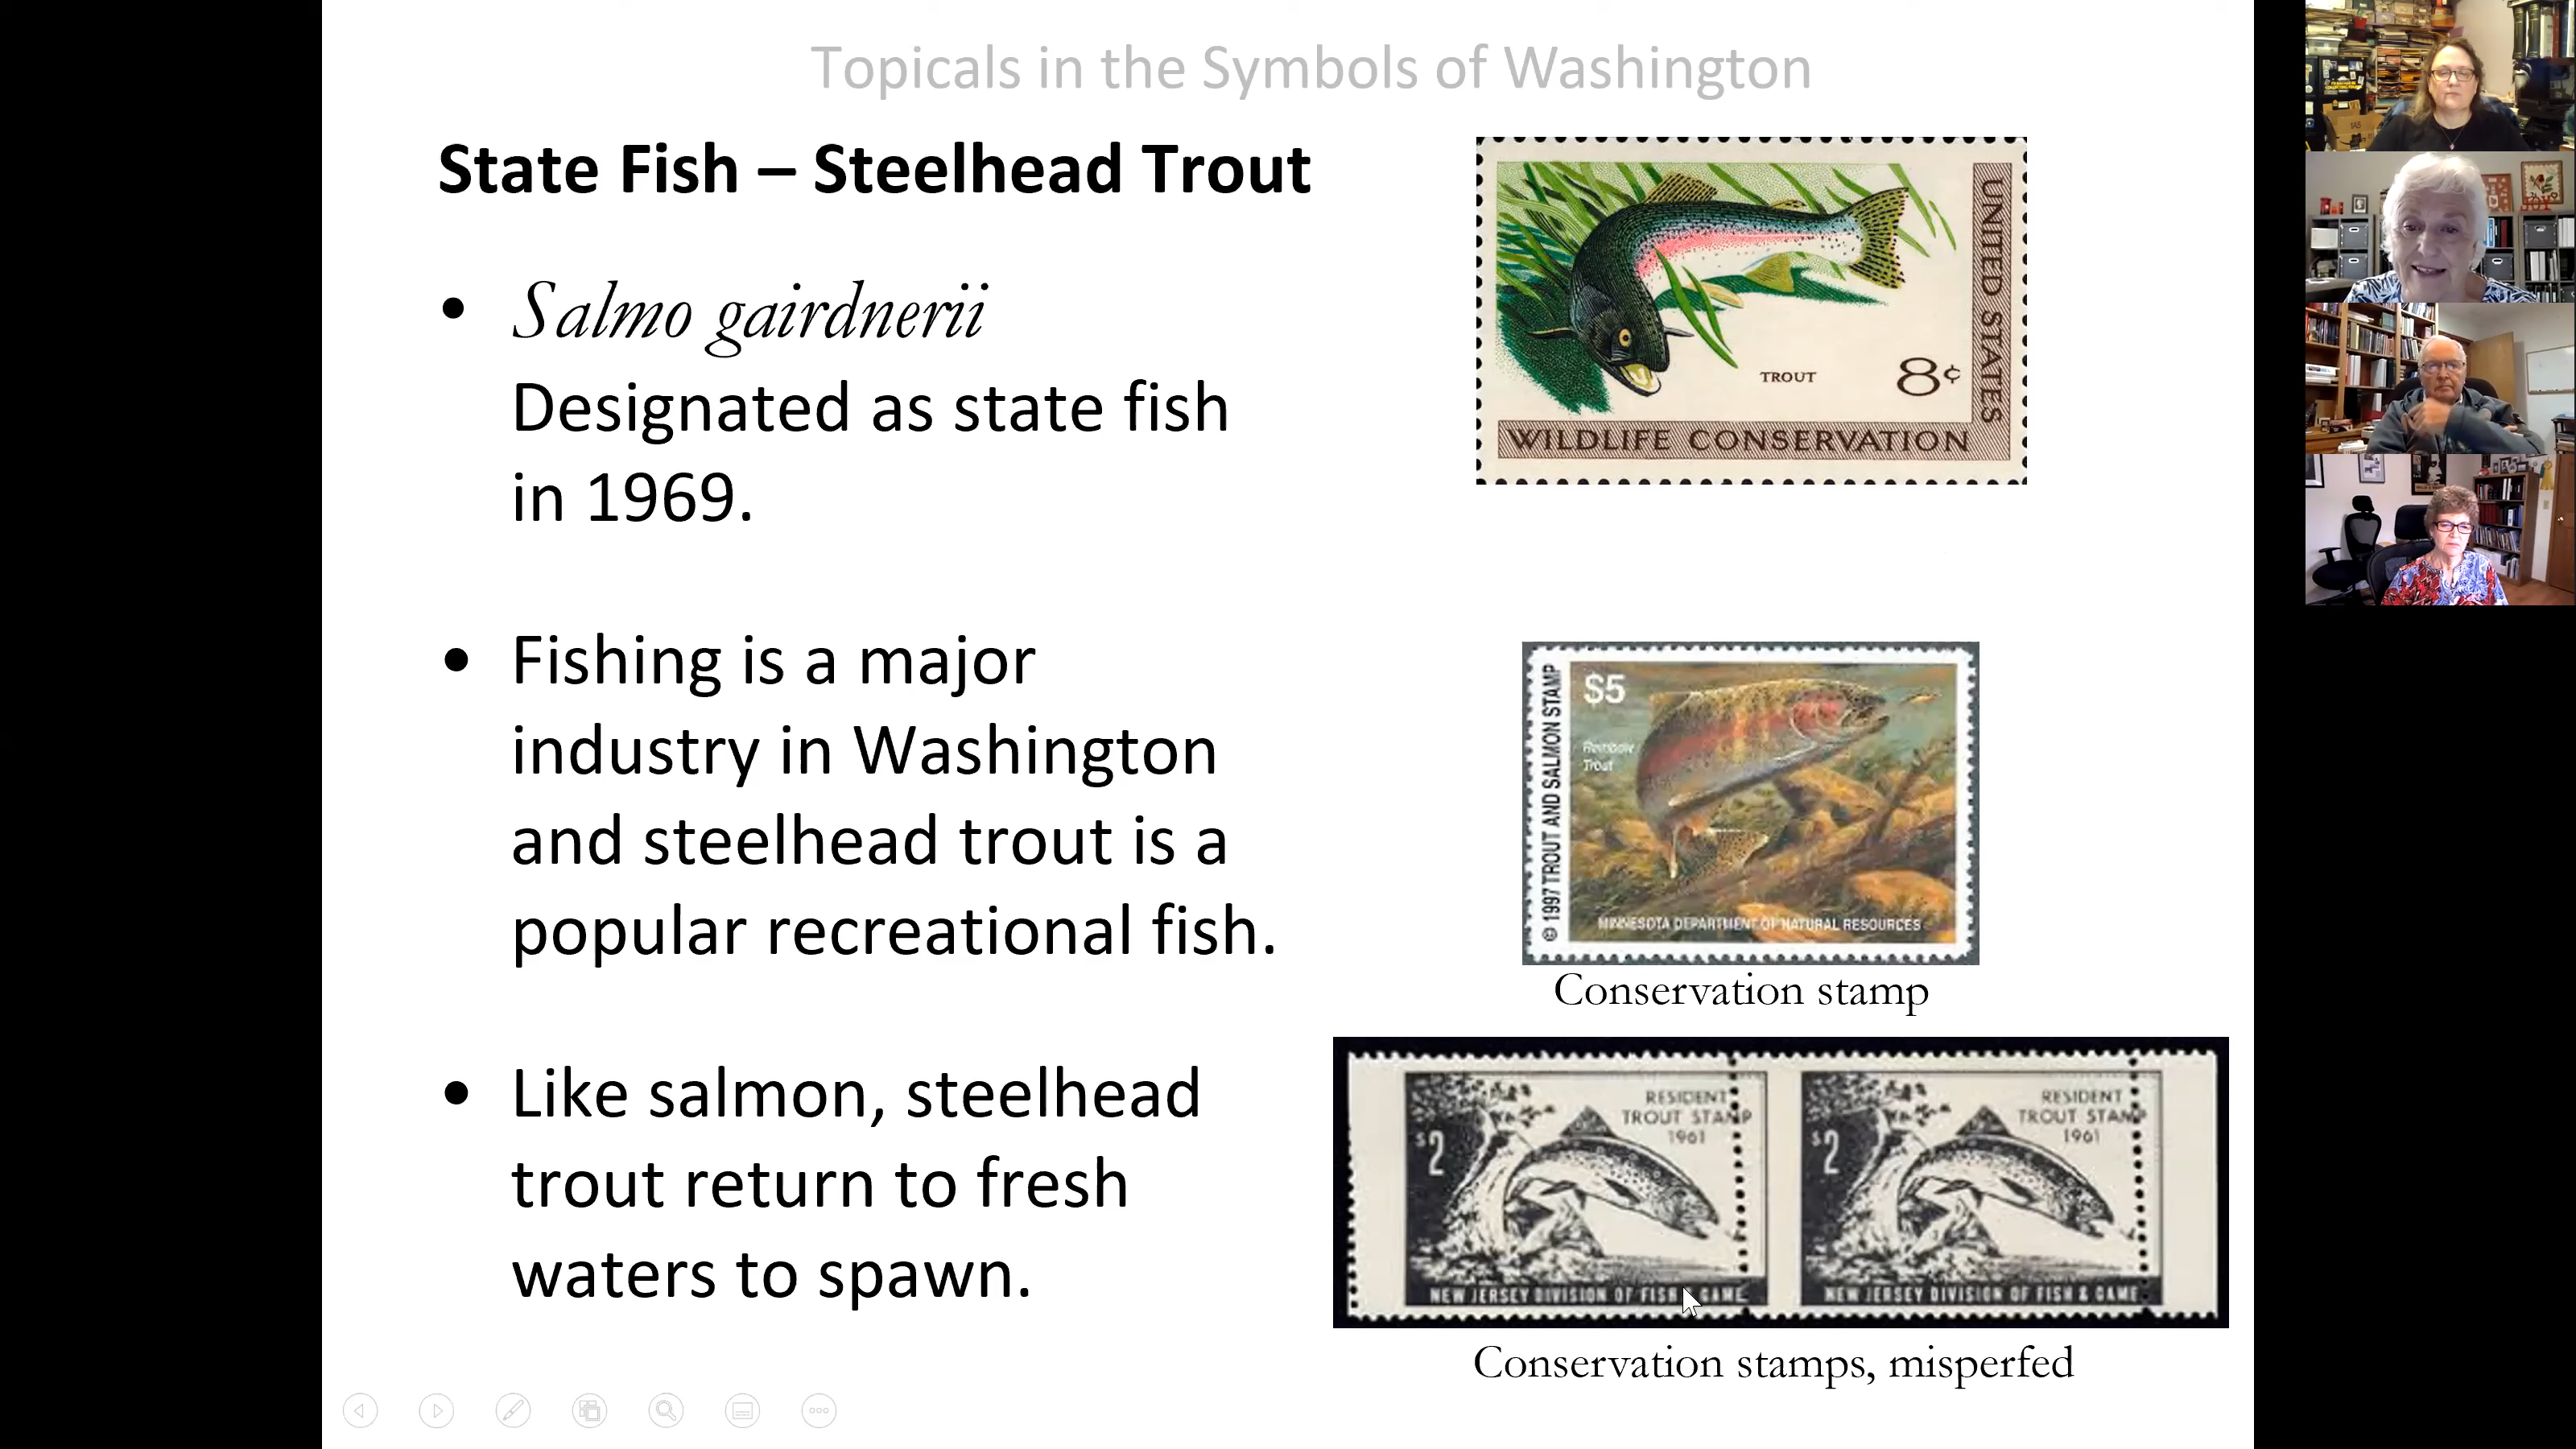 Topicals in the Symbols of Washington
State Fish – Steelhead Trout
• Salmo gairdnerii
Designated as state fish
in 1969.
• Fishing is a major
industry in Washington
and steelhead trout is a
popular recreational fish.
• Like salmon, steelhead
trout return to fresh
waters to spawn.
UNITED STATES
TROUT
8¢
WILDLIFE CONSERVATION
© 1997 TROUT AND SALMON STAMP
$5
Rainbow
Trout
MINNESOTA DEPARTMENT OF NATURAL RESOURCES
Conservation stamp
RESIDENT
TROUT STAMP
1961
$2
NEW JERSEY DIVISION OF FISH & GAME
RESIDENT
TROUT STAMP
1961
$2
NEW JERSEY DIVISION OF FISH & GAME
Conservation stamps, misperfed
JOY